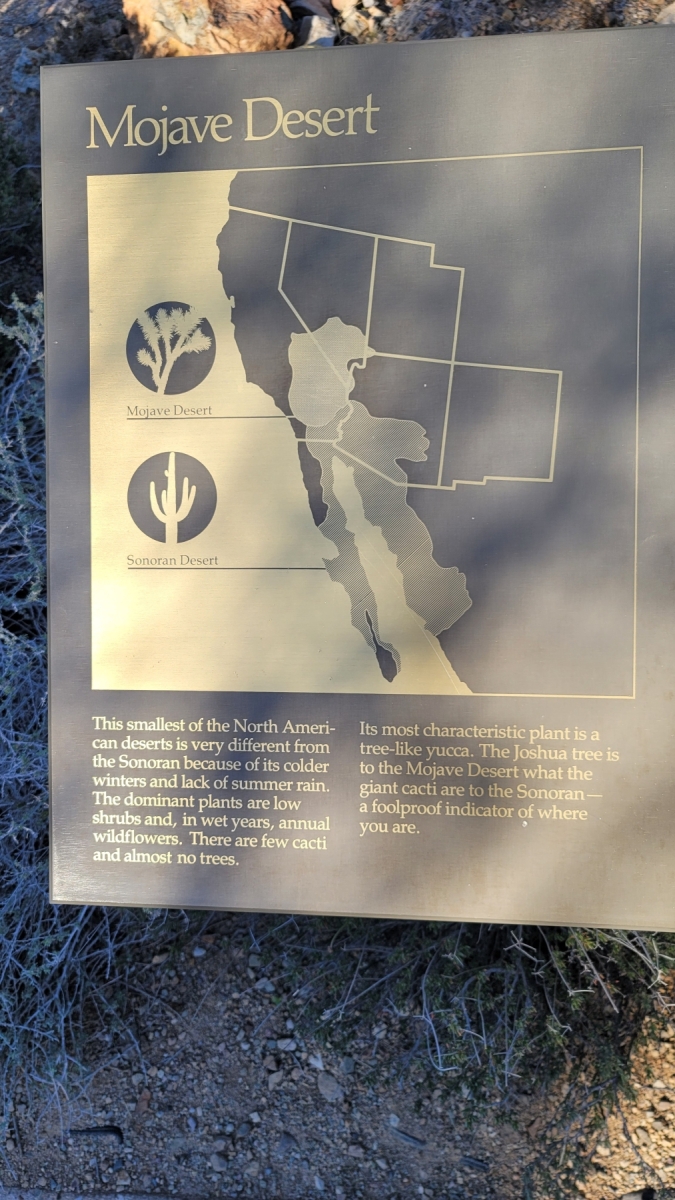 Mojave Desert
Mojave Desert
Sonoran Desert
This smallest of the North Ameri-
can deserts is very different from
the Sonoran because of its colder
winters and lack of summer rain.
The dominant plants are low
shrubs and, in wet years, annual
wildflowers. There are few cacti
and almost no trees.
Its most characteristic plant is a
tree-like yucca. The Joshua tree is
to the Mojave Desert what the
giant cacti are to the Sonoran—
a foolproof indicator of where
you are.